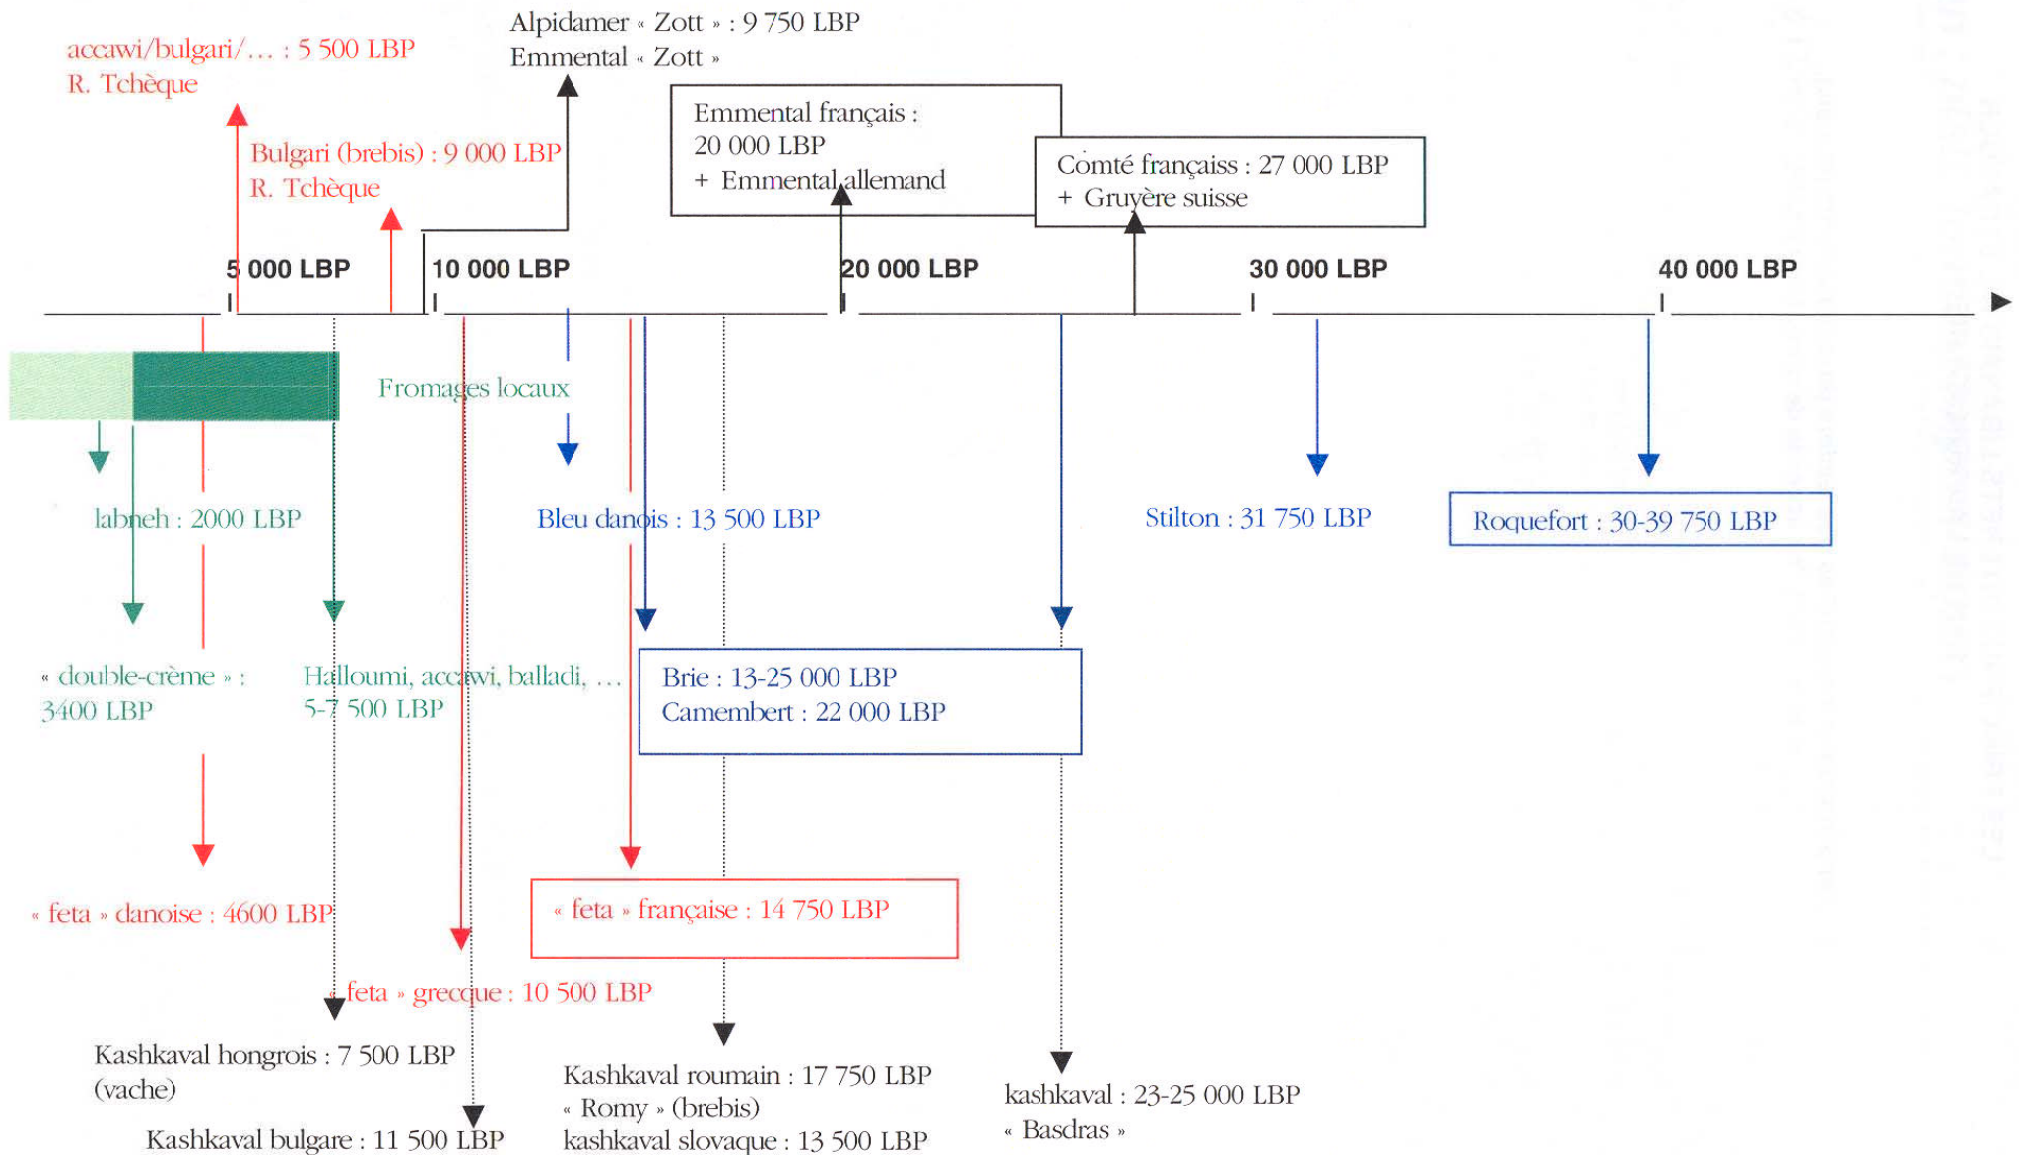 Alpidamer « Zott » : 9 750 LBP
Emmental « Zott »
accawi/bulgari/… : 5 500 LBP
R. Tchèque
Bulgari (brebis) : 9 000 LBP
R. Tchèque
Emmental français :
20 000 LBP
+ Emmental allemand
Comté françaiss : 27 000 LBP
+ Gruyère suisse
5 000 LBP
10 000 LBP
20 000 LBP
30 000 LBP
40 000 LBP
Fromages locaux
labneh : 2000 LBP
Bleu danois : 13 500 LBP
Stilton : 31 750 LBP
Roquefort : 30-39 750 LBP
« double-crème » :
3400 LBP
Halloumi, accawi, balladi, …
5-7 500 LBP
Brie : 13-25 000 LBP
Camembert : 22 000 LBP
« feta » danoise : 4600 LBP
« feta » française : 14 750 LBP
« feta » grecque : 10 500 LBP
Kashkaval hongrois : 7 500 LBP
(vache)
Kashkaval bulgare : 11 500 LBP
Kashkaval roumain : 17 750 LBP
« Romy » (brebis)
kashkaval slovaque : 13 500 LBP
kashkaval : 23-25 000 LBP
« Basdras »